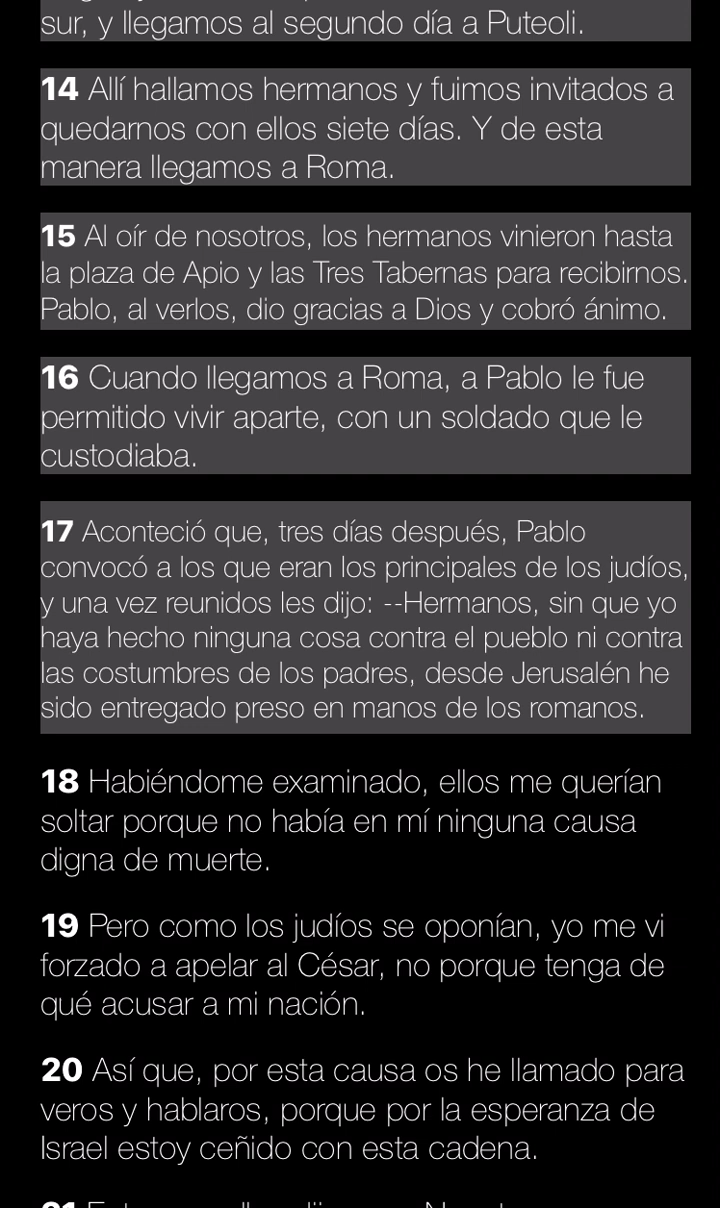 sur, y llegamos al segundo día a Puteoli.
14 Allí hallamos hermanos y fuimos invitados a
quedarnos con ellos siete días. Y de esta
manera llegamos a Roma.
15 Al oír de nosotros, los hermanos vinieron hasta
la plaza de Apio y las Tres Tabernas para recibirnos.
Pablo, al verlos, dio gracias a Dios y cobró ánimo.
16 Cuando llegamos a Roma, a Pablo le fue
permitido vivir aparte, con un soldado que le
custodiaba.
17 Aconteció que, tres días después, Pablo
convocó a los que eran los principales de los judíos,
y una vez reunidos les dijo: --Hermanos, sin que yo
haya hecho ninguna cosa contra el pueblo ni contra
las costumbres de los padres, desde Jerusalén he
sido entregado preso en manos de los romanos.
18 Habiéndome examinado, ellos me querían
soltar porque no había en mí ninguna causa
digna de muerte.
19 Pero como los judíos se oponían, yo me vi
forzado a apelar al César, no porque tenga de
qué acusar a mi nación.
20 Así que, por esta causa os he llamado para
veros y hablaros, porque por la esperanza de
Israel estoy ceñido con esta cadena.
21